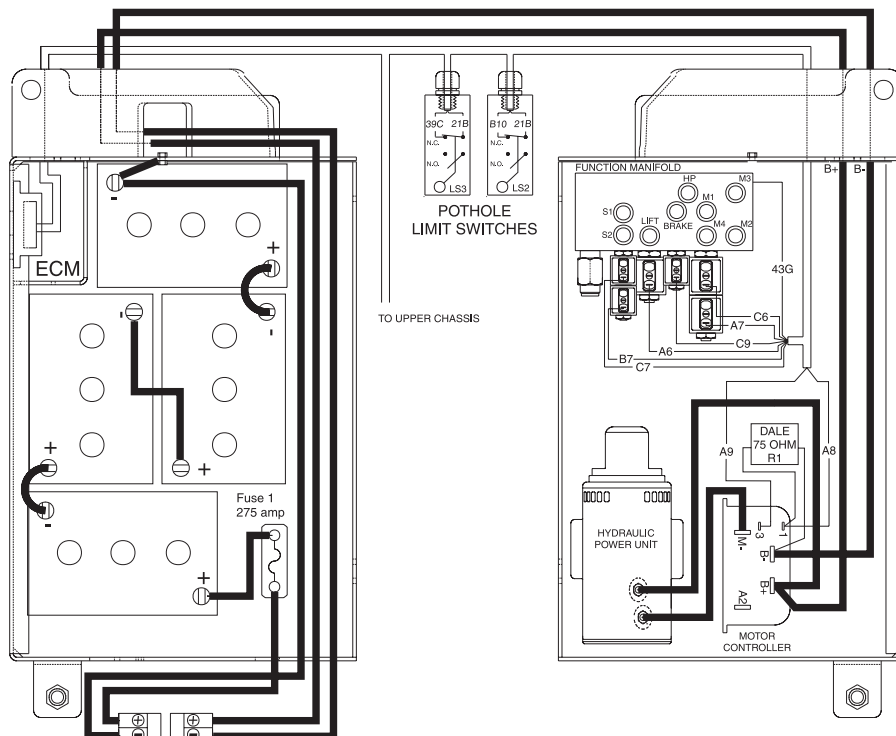 39C 21B
N.C.
N.O.
LS3
B10 21B
N.C.
N.O.
LS2
POTHOLE
LIMIT SWITCHES
TO UPPER CHASSIS
ECM
-
+
-
-
+
+
-
+
Fuse 1
275 amp
+
-
+
-
B+ B-
FUNCTION MANIFOLD
HP
M3
S1
M1
S2
LIFT
BRAKE
M4
M2
43G
C6
A7
C9
A6
B7
C7
A9
DALE
75 OHM
R1
A8
HYDRAULIC
POWER UNIT
M-
3
1
B-
B+
A2
MOTOR
CONTROLLER